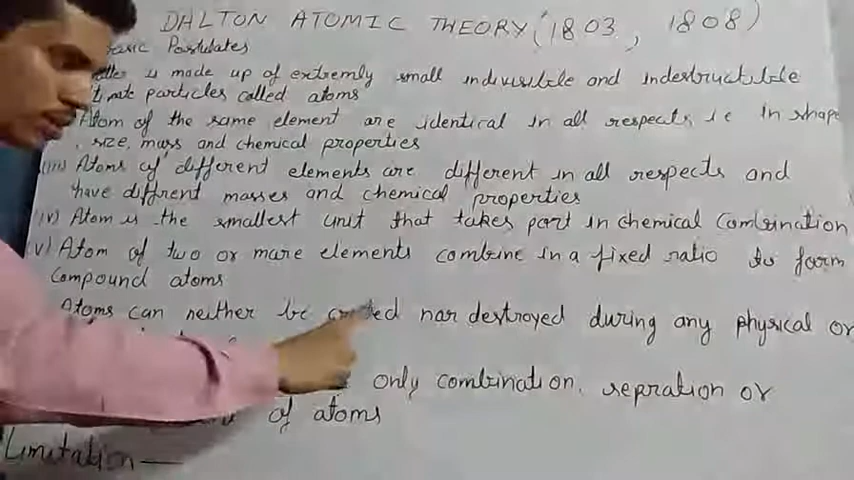 DALTON ATOMIC THEORY (1803, 1808)
Basic Postulates
is made up of extremly small indivisible and indestructible
particles called atoms
Atom of the same element are identical in all respects, i.e in shape
, size, mass and chemical properties
(iii) Atoms of different elements are different in all respects and
have diffrent masses and chemical properties
(iv) Atom is the smallest unit that takes part in chemical Combination
(v) Atom of two or more elements combine in a fixed ratio to form
Compound atoms
Atoms can neither be created nor destroyed during any physical or
only combination, sepration or
of atoms
Limitation —